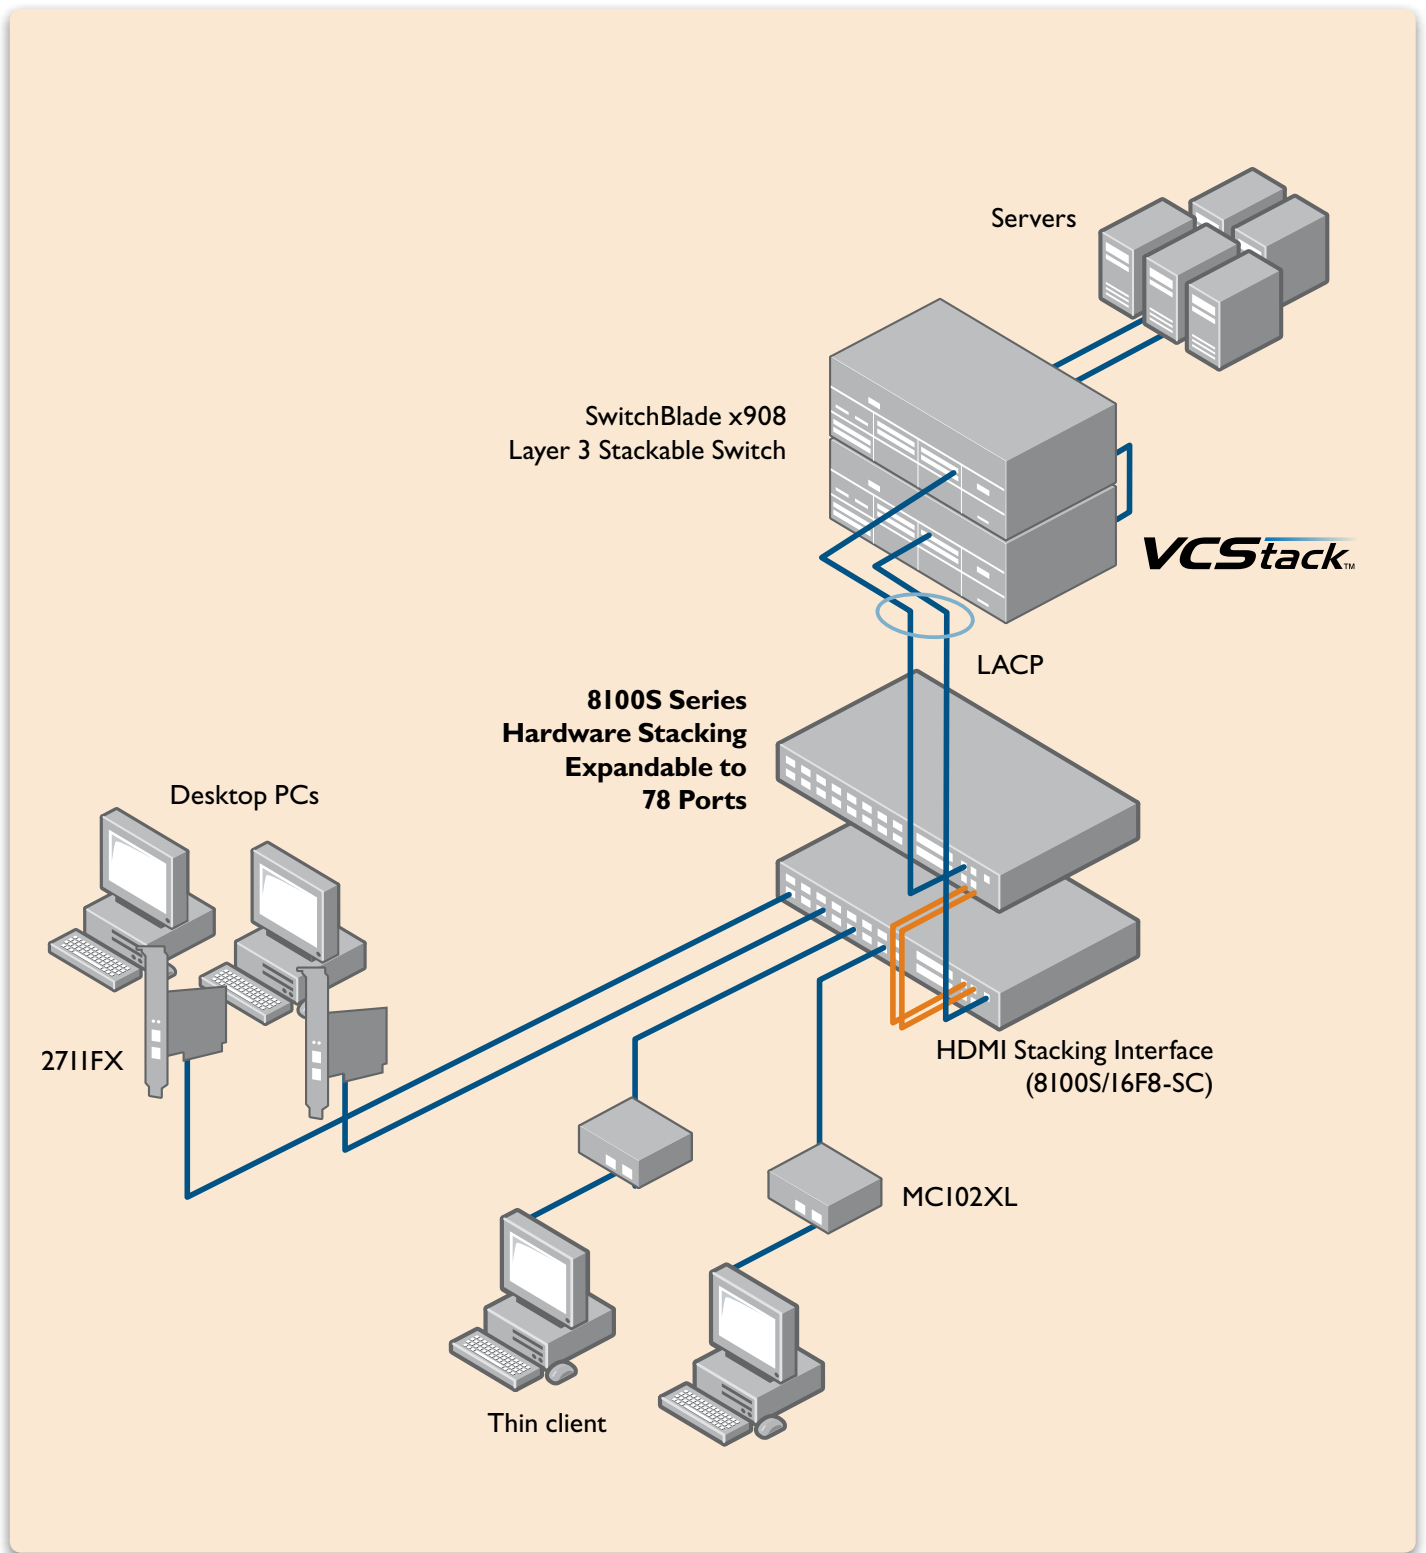 Servers
SwitchBlade x908
Layer 3 Stackable Switch
VCStack™
LACP
8100S Series
Hardware Stacking
Expandable to
78 Ports
Desktop PCs
2711FX
HDMI Stacking Interface
(8100S/16F8-SC)
MC102XL
Thin client